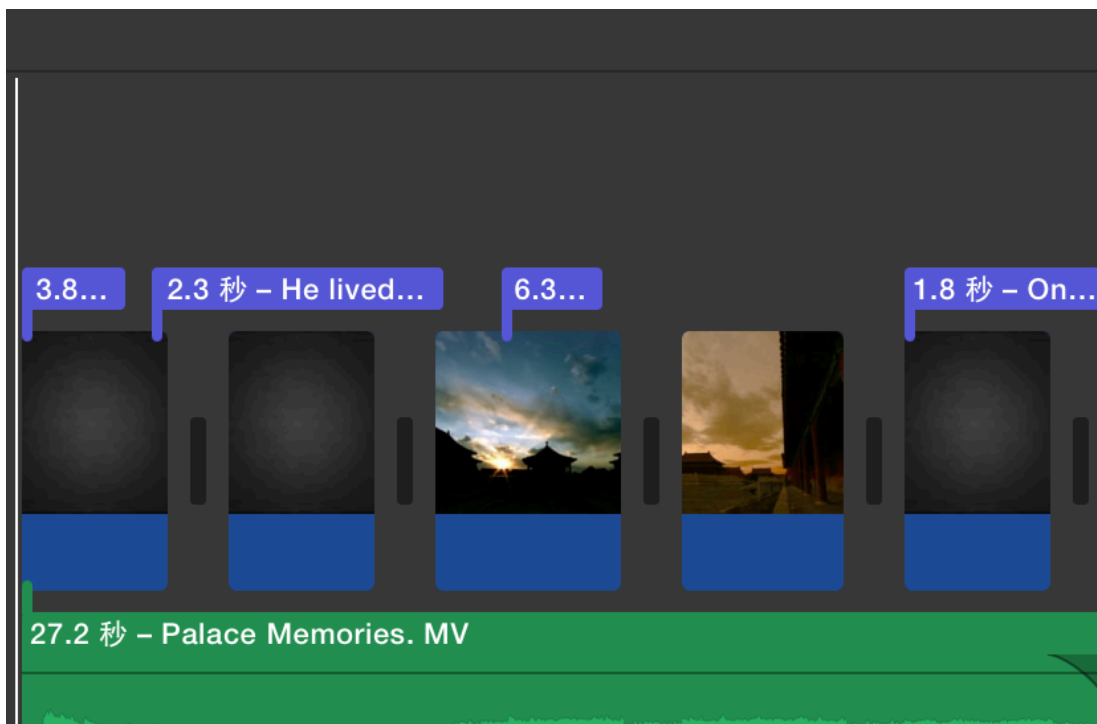 3.8...
2.3 秒 – He lived...
6.3...
1.8 秒 – On...
27.2 秒 – Palace Memories. MV